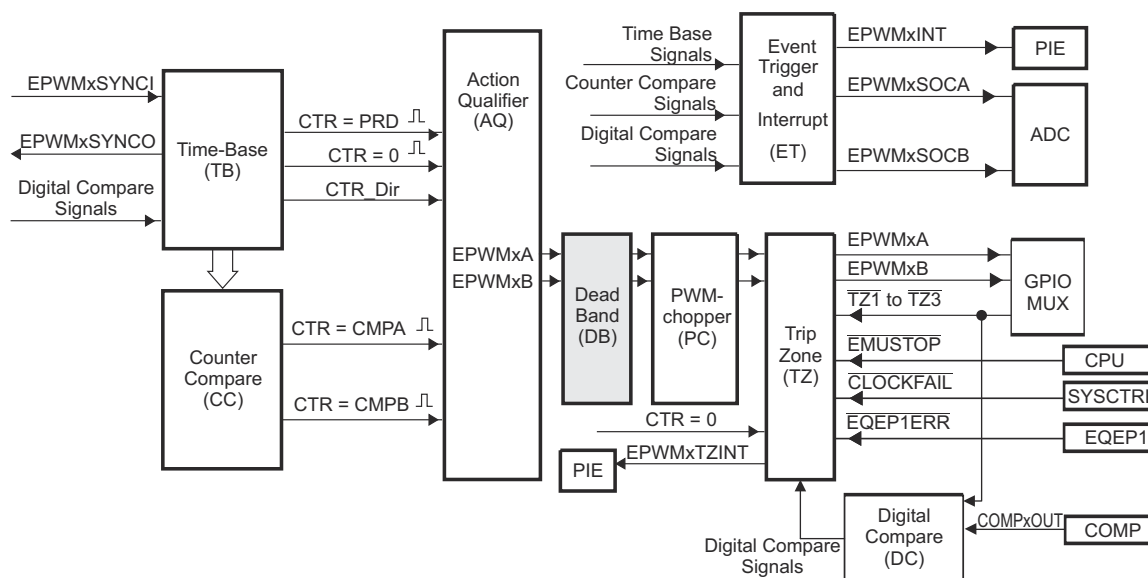 EPWMxSYNCI
EPWMxSYNCO
Digital Compare
Signals
Time-Base
(TB)
CTR = PRD
CTR = 0
CTR_Dir
Counter
Compare
(CC)
CTR = CMPA
CTR = CMPB
Action
Qualifier
(AQ)
EPWMxA
EPWMxB
Dead
Band
(DB)
PWM-
chopper
(PC)
Time Base
Signals
Counter Compare
Signals
Digital Compare
Signals
Event
Trigger
and
Interrupt
(ET)
EPWMxINT
EPWMxSOCA
EPWMxSOCB
PIE
ADC
Trip
Zone
(TZ)
EPWMxA
EPWMxB
TZ1 to TZ3
EMUSTOP
CLOCKFAIL
EQEP1ERR
GPIO
MUX
CPU
SYSCTRL
EQEP1
CTR = 0
EPWMxTZINT
PIE
Digital Compare
Signals
Digital
Compare
(DC)
COMPxOUT
COMP